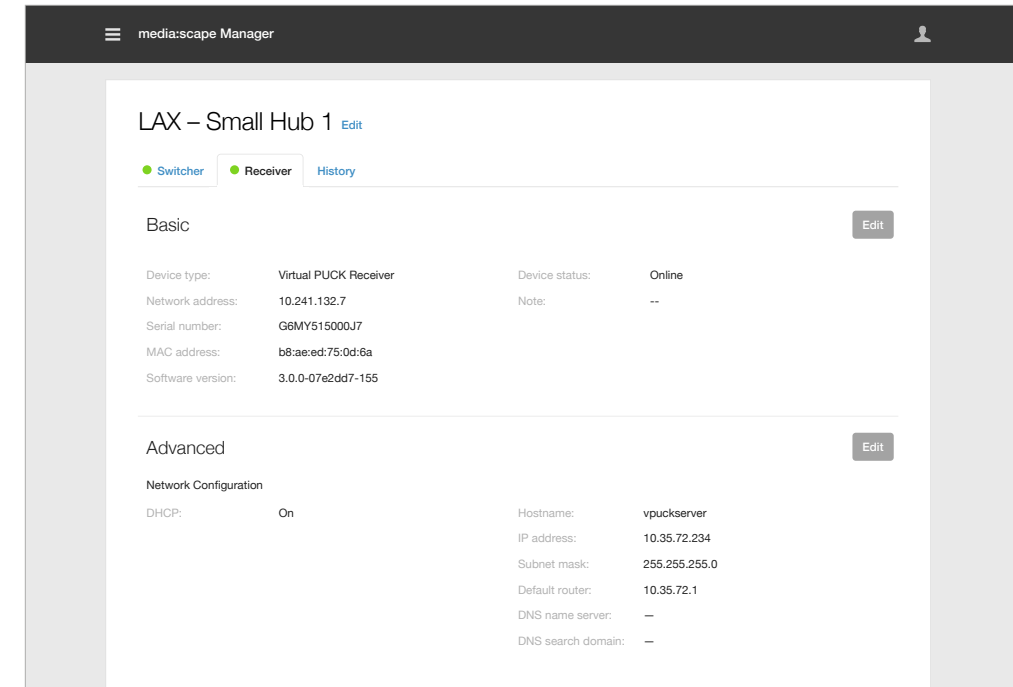 media:scape Manager
LAX – Small Hub 1 Edit
Switcher Receiver History
Basic Edit
Device type: Virtual PUCK Receiver Device status: Online
Network address: 10.241.132.7 Note: --
Serial number: G6MY515000J7
MAC address: b8:ae:ed:75:0d:6a
Software version: 3.0.0-07e2dd7-155
Advanced Edit
Network Configuration
DHCP: On Hostname: vpuckserver
IP address: 10.35.72.234
Subnet mask: 255.255.255.0
Default router: 10.35.72.1
DNS name server: —
DNS search domain: —